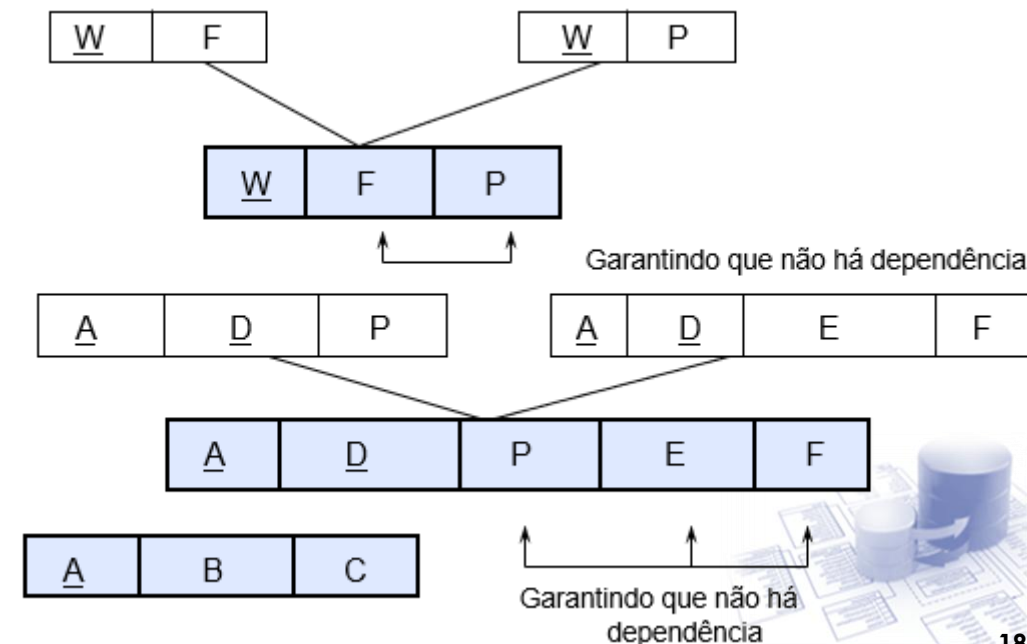 W F W P
W F P
Garantindo que não há dependência
A D P A D E F
A D P E F
A B C
Garantindo que não há
dependência
18